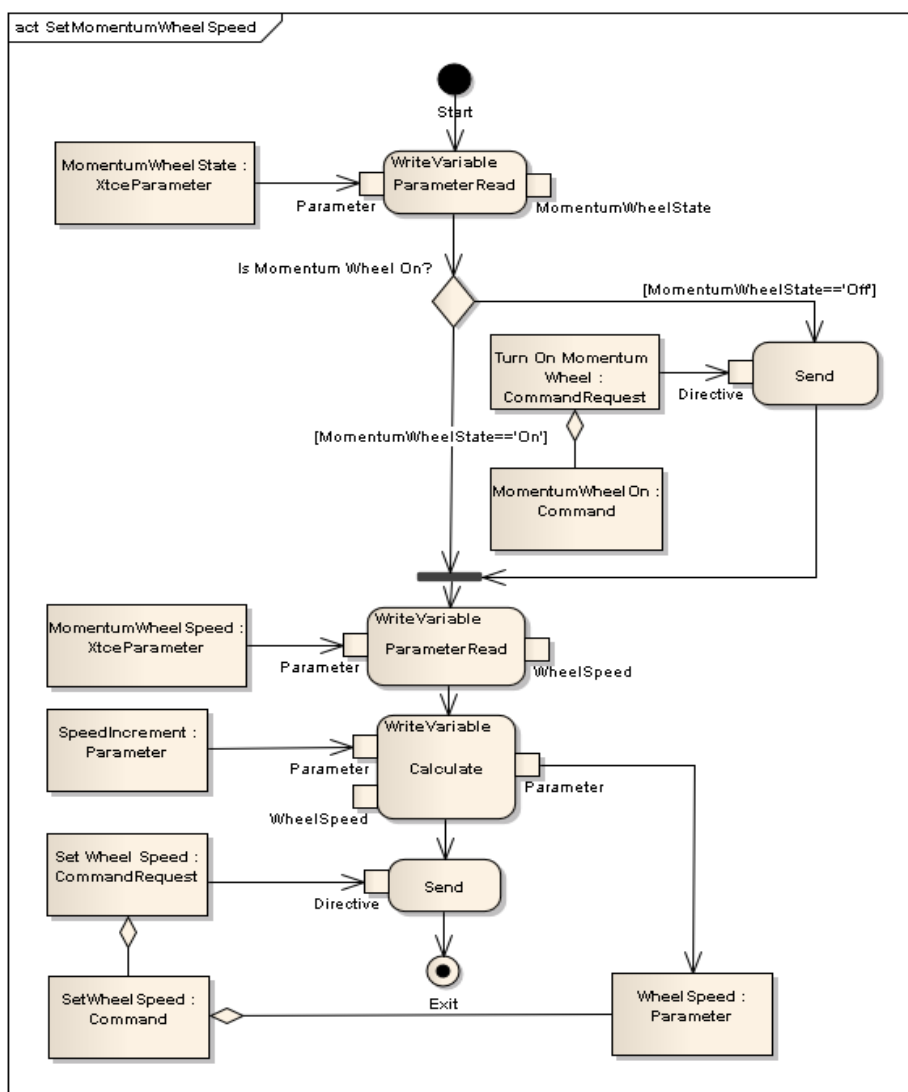 act SetMomentumWheelSpeed
Start
MomentumWheelState :
XtceParameter
WriteVariable
ParameterRead
Parameter
MomentumWheelState
Is Momentum Wheel On?
[MomentumWheelState=='Off']
Turn On Momentum
Wheel :
CommandRequest
Directive
Send
[MomentumWheelState=='On']
MomentumWheelOn :
Command
MomentumWheelSpeed :
XtceParameter
WriteVariable
ParameterRead
Parameter
WheelSpeed
SpeedIncrement :
Parameter
WriteVariable
Calculate
Parameter
Parameter
WheelSpeed
Set Wheel Speed :
CommandRequest
Directive
Send
Exit
SetWheelSpeed :
Command
WheelSpeed :
Parameter